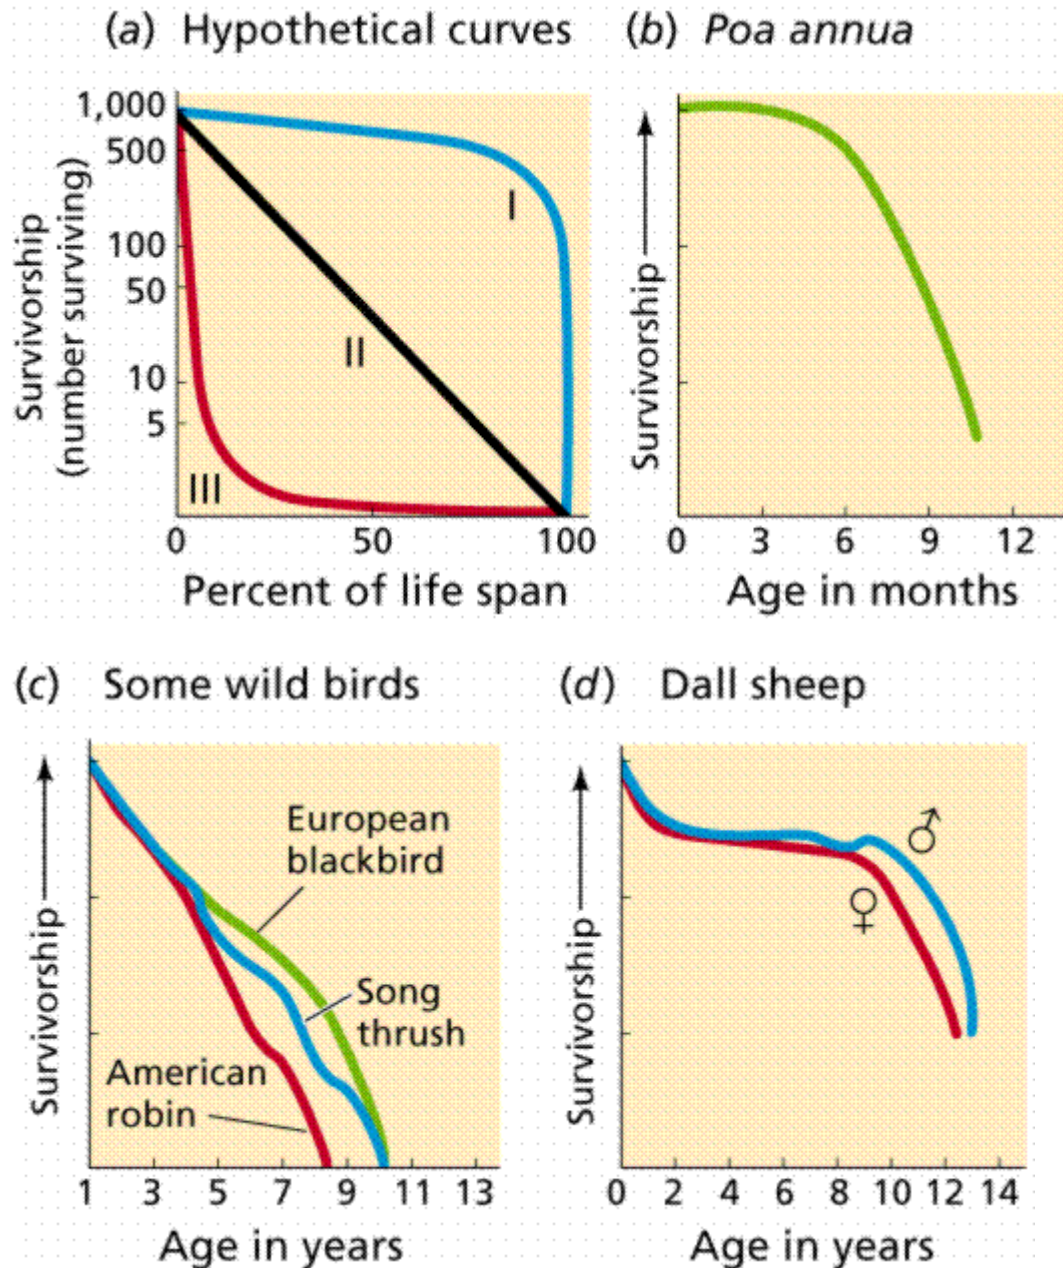 (a) Hypothetical curves
1,000
500
100
50
10
5
Survivorship
(number surviving)
I
II
III
0 50 100
Percent of life span
(b) Poa annua
Survivorship
0 3 6 9 12
Age in months
(c) Some wild birds
Survivorship
European
blackbird
Song
thrush
American
robin
1 3 5 7 9 11 13
Age in years
(d) Dall sheep
Survivorship
♂
♀
0 2 4 6 8 10 12 14
Age in years